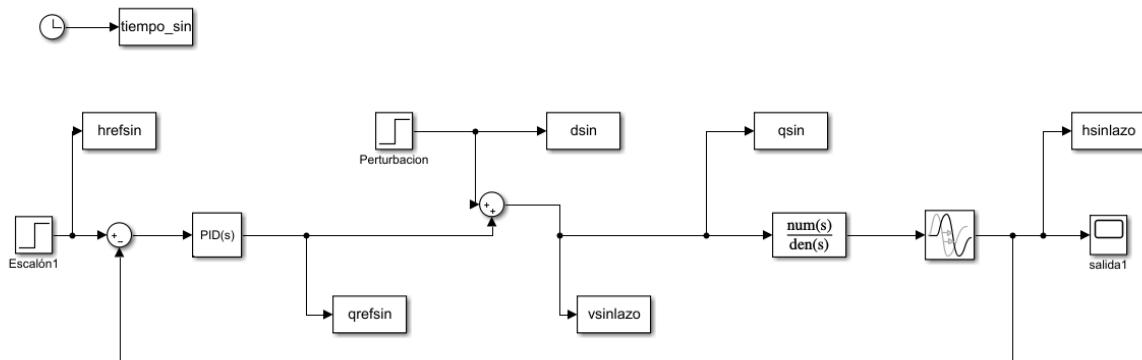 tiempo_sin
hrefsin
Perturbacion
dsin
qsin
hsinlazo
+
+
Escalón1
+
−
PID(s)
num(s)
den(s)
salida1
qrefsin
vsinlazo